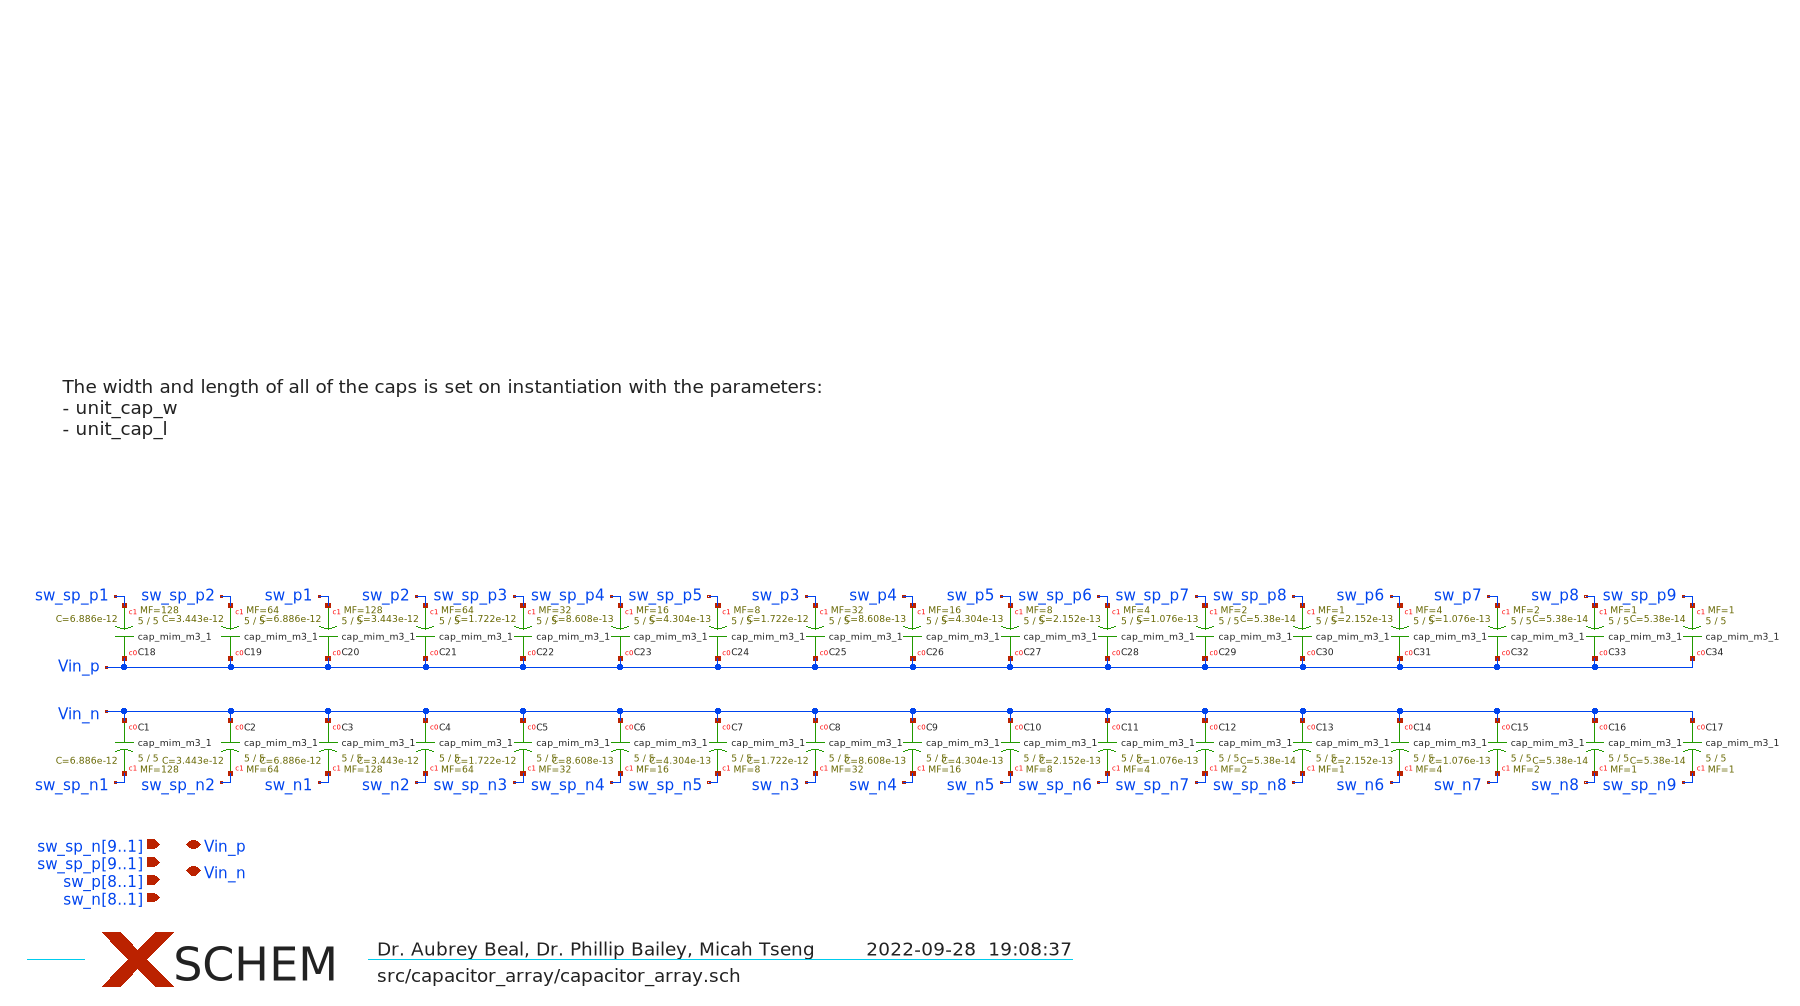 The width and length of all of the caps is set on instantiation with the parameters:
- unit_cap_w
- unit_cap_l
sw_sp_p1 sw_sp_p2 sw_p1 sw_p2 sw_sp_p3 sw_sp_p4 sw_sp_p5 sw_p3 sw_p4 sw_p5 sw_sp_p6 sw_sp_p7 sw_sp_p8 sw_p6 sw_p7 sw_p8 sw_sp_p9
c1 MF=128 c1 MF=64 c1 MF=128 c1 MF=64 c1 MF=32 c1 MF=16 c1 MF=8 c1 MF=32 c1 MF=16 c1 MF=8 c1 MF=4 c1 MF=2 c1 MF=1 c1 MF=4 c1 MF=2 c1 MF=1 c1 MF=1
C=6.886e-12 5 / 5 C=3.443e-12 5 / 5 C=6.886e-12 5 / 5 C=3.443e-12 5 / 5 C=1.722e-12 5 / 5 C=8.608e-13 5 / 5 C=4.304e-13 5 / 5 C=1.722e-12 5 / 5 C=8.608e-13 5 / 5 C=4.304e-13 5 / 5 C=2.152e-13 5 / 5 C=1.076e-13 5 / 5 C=5.38e-14 5 / 5 C=2.152e-13 5 / 5 C=1.076e-13 5 / 5 C=5.38e-14 5 / 5 C=5.38e-14 5 / 5
cap_mim_m3_1 cap_mim_m3_1 cap_mim_m3_1 cap_mim_m3_1 cap_mim_m3_1 cap_mim_m3_1 cap_mim_m3_1 cap_mim_m3_1 cap_mim_m3_1 cap_mim_m3_1 cap_mim_m3_1 cap_mim_m3_1 cap_mim_m3_1 cap_mim_m3_1 cap_mim_m3_1 cap_mim_m3_1 cap_mim_m3_1
c0 C18 c0 C19 c0 C20 c0 C21 c0 C22 c0 C23 c0 C24 c0 C25 c0 C26 c0 C27 c0 C28 c0 C29 c0 C30 c0 C31 c0 C32 c0 C33 c0 C34
Vin_p
Vin_n
c0 C1 c0 C2 c0 C3 c0 C4 c0 C5 c0 C6 c0 C7 c0 C8 c0 C9 c0 C10 c0 C11 c0 C12 c0 C13 c0 C14 c0 C15 c0 C16 c0 C17
cap_mim_m3_1 cap_mim_m3_1 cap_mim_m3_1 cap_mim_m3_1 cap_mim_m3_1 cap_mim_m3_1 cap_mim_m3_1 cap_mim_m3_1 cap_mim_m3_1 cap_mim_m3_1 cap_mim_m3_1 cap_mim_m3_1 cap_mim_m3_1 cap_mim_m3_1 cap_mim_m3_1 cap_mim_m3_1 cap_mim_m3_1
C=6.886e-12 5 / 5 C=3.443e-12 5 / 5 C=6.886e-12 5 / 5 C=3.443e-12 5 / 5 C=1.722e-12 5 / 5 C=8.608e-13 5 / 5 C=4.304e-13 5 / 5 C=1.722e-12 5 / 5 C=8.608e-13 5 / 5 C=4.304e-13 5 / 5 C=2.152e-13 5 / 5 C=1.076e-13 5 / 5 C=5.38e-14 5 / 5 C=2.152e-13 5 / 5 C=1.076e-13 5 / 5 C=5.38e-14 5 / 5 C=5.38e-14 5 / 5
c1 MF=128 c1 MF=64 c1 MF=128 c1 MF=64 c1 MF=32 c1 MF=16 c1 MF=8 c1 MF=32 c1 MF=16 c1 MF=8 c1 MF=4 c1 MF=2 c1 MF=1 c1 MF=4 c1 MF=2 c1 MF=1 c1 MF=1
sw_sp_n1 sw_sp_n2 sw_n1 sw_n2 sw_sp_n3 sw_sp_n4 sw_sp_n5 sw_n3 sw_n4 sw_n5 sw_sp_n6 sw_sp_n7 sw_sp_n8 sw_n6 sw_n7 sw_n8 sw_sp_n9
sw_sp_n[9..1] Vin_p
sw_sp_p[9..1]
sw_p[8..1] Vin_n
sw_n[8..1]
XSCHEM
Dr. Aubrey Beal, Dr. Phillip Bailey, Micah Tseng 2022-09-28 19:08:37
src/capacitor_array/capacitor_array.sch